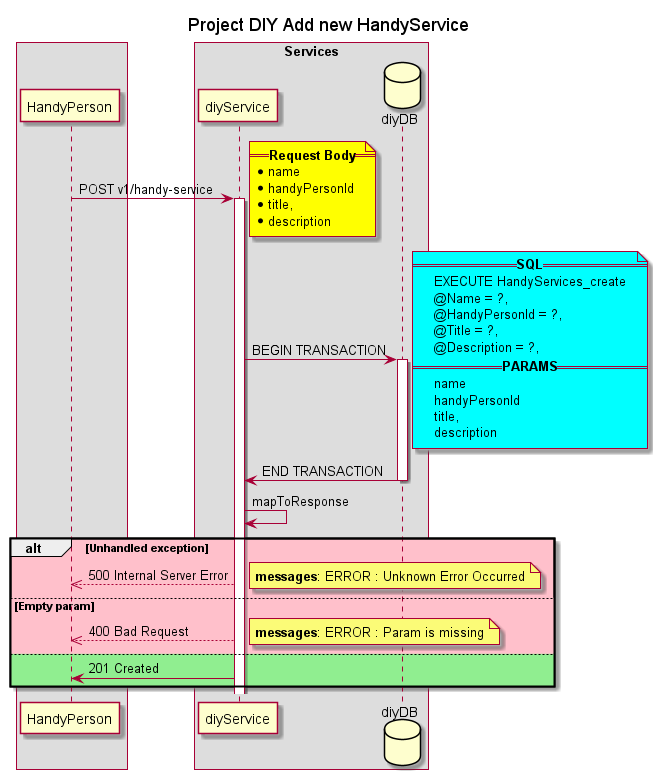 Project DIY Add new HandyService
Services
HandyPerson
diyService
diyDB
Request Body
name
handyPersonId
title,
description
POST v1/handy-service
SQL
EXECUTE HandyServices_create
@Name = ?,
@HandyPersonId = ?,
@Title = ?,
@Description = ?,
PARAMS
name
handyPersonId
title,
description
BEGIN TRANSACTION
END TRANSACTION
mapToResponse
alt
[Unhandled exception]
500 Internal Server Error
messages: ERROR : Unknown Error Occurred
[Empty param]
400 Bad Request
messages: ERROR : Param is missing
201 Created
HandyPerson
diyService
diyDB